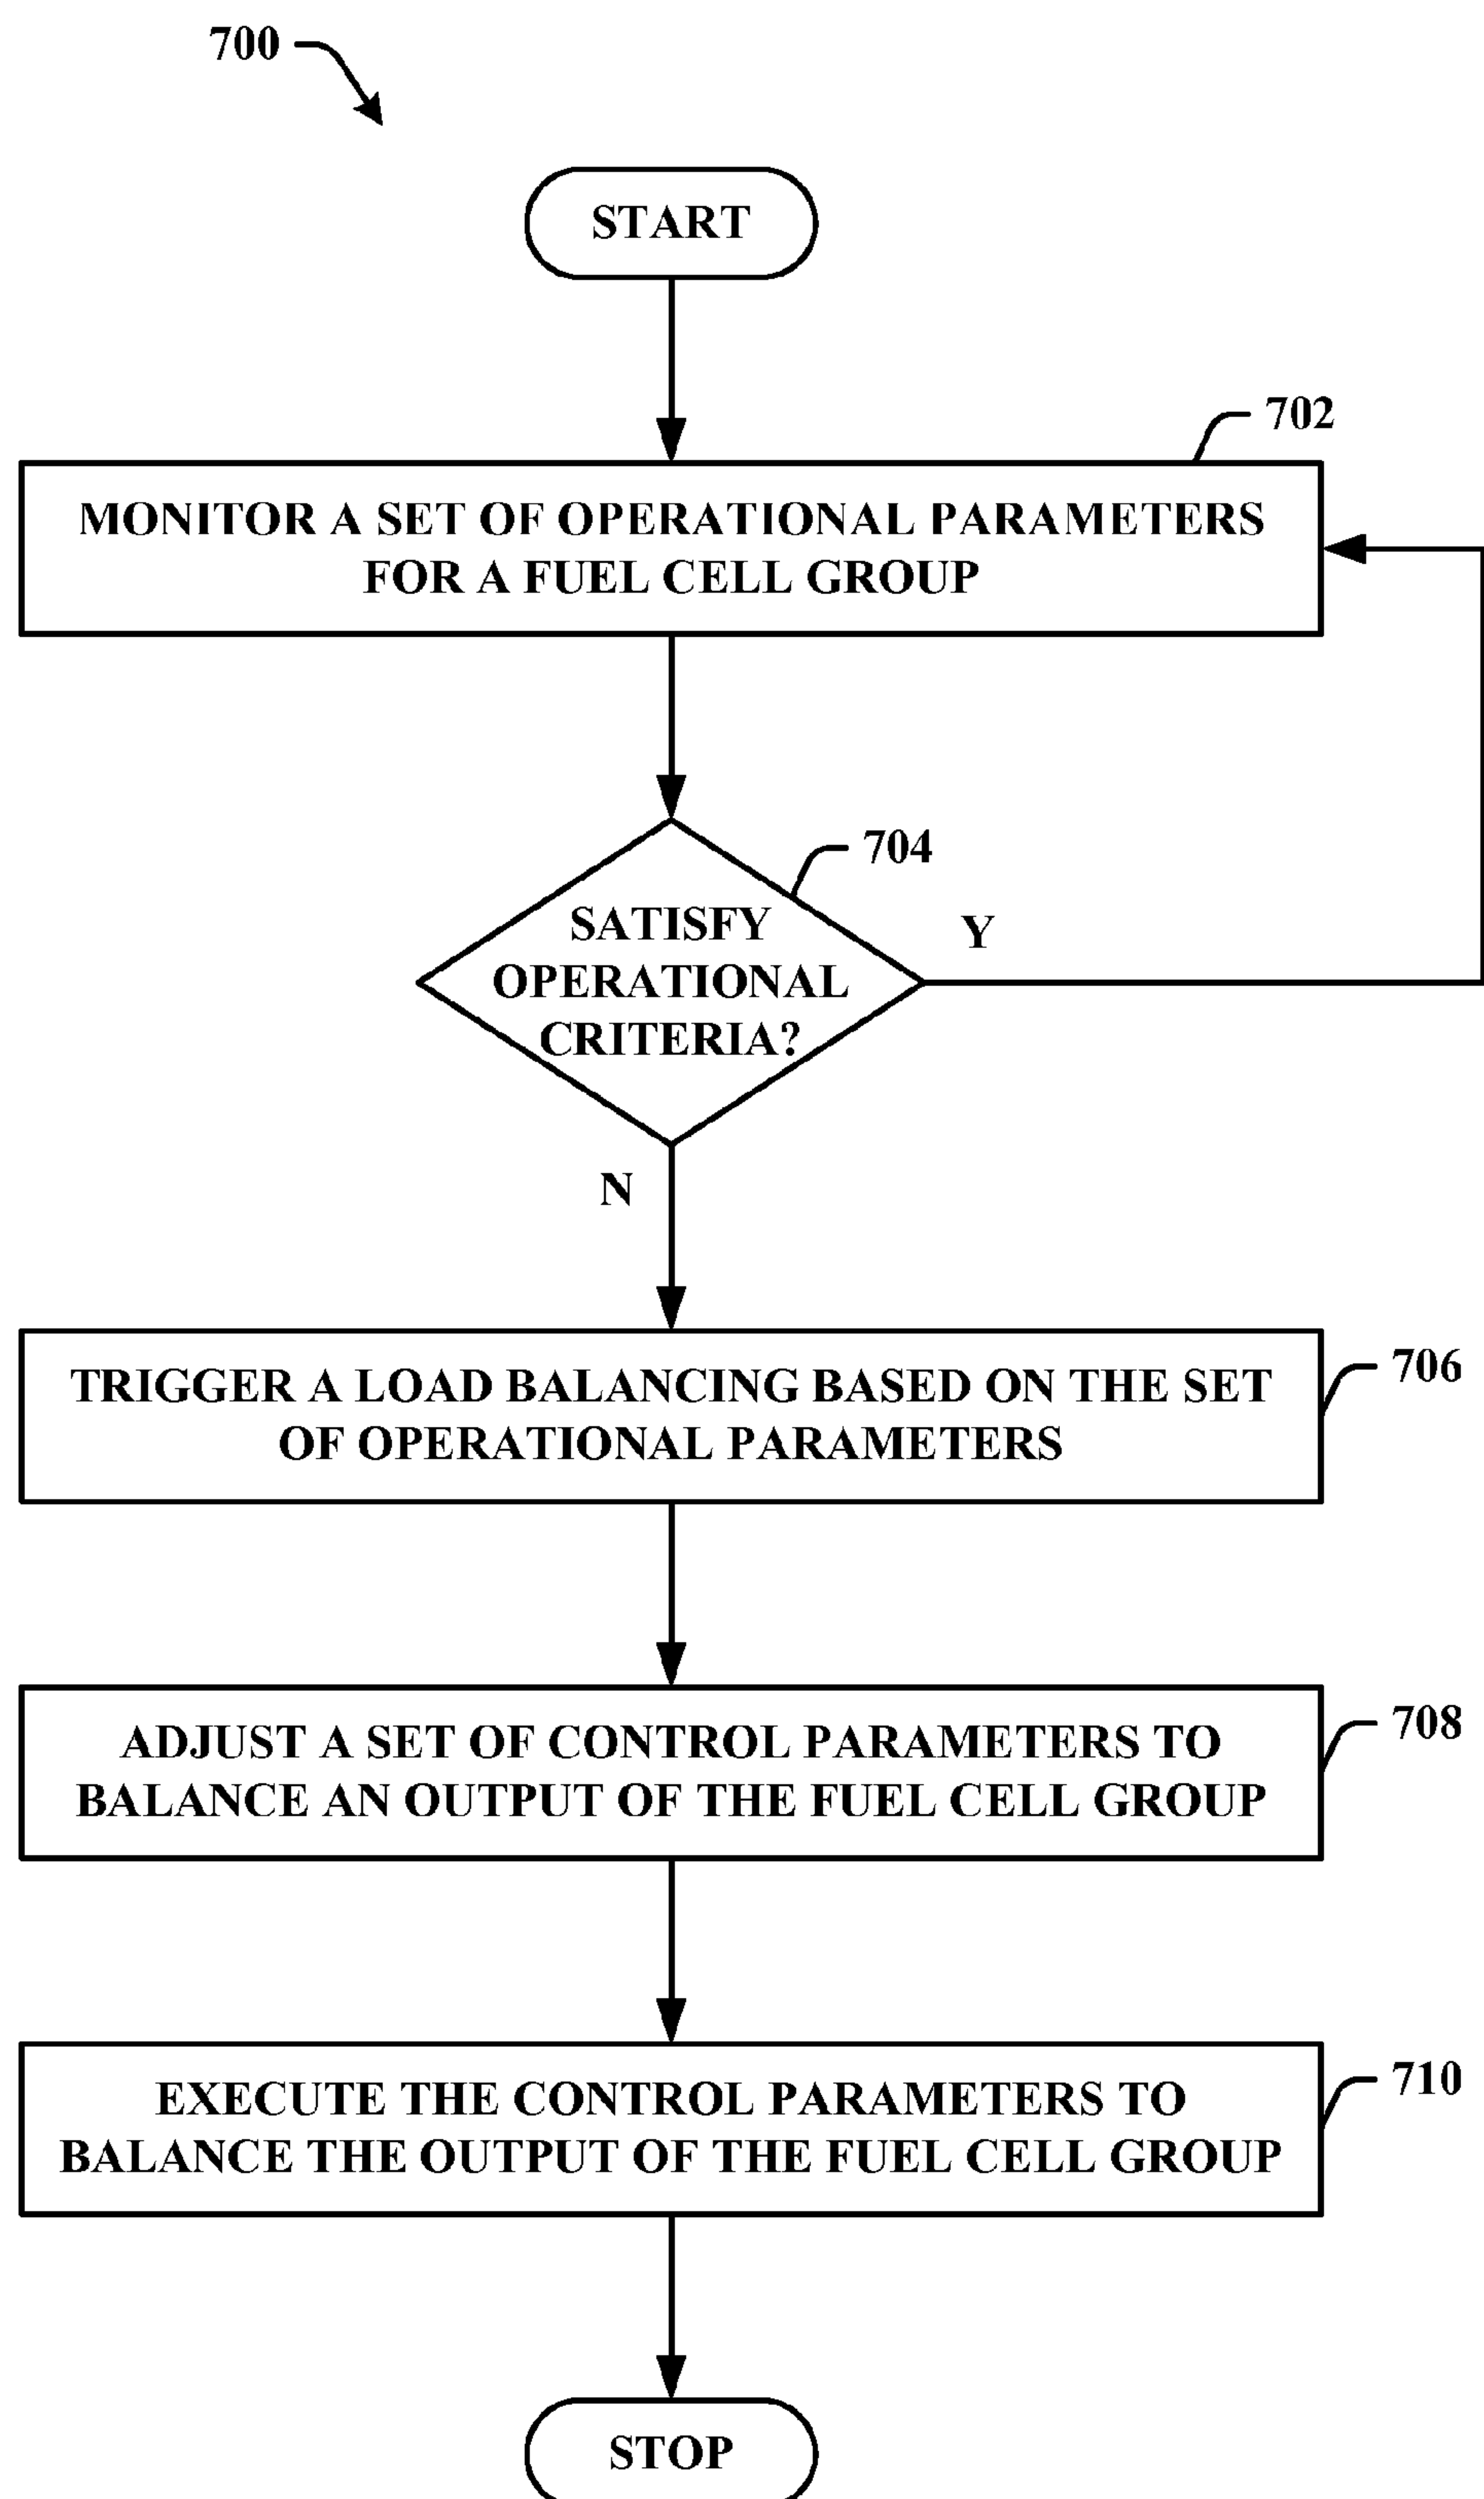 700
START
702
MONITOR A SET OF OPERATIONAL PARAMETERS
FOR A FUEL CELL GROUP
704
SATISFY
OPERATIONAL
CRITERIA?
Y
N
706
TRIGGER A LOAD BALANCING BASED ON THE SET
OF OPERATIONAL PARAMETERS
708
ADJUST A SET OF CONTROL PARAMETERS TO
BALANCE AN OUTPUT OF THE FUEL CELL GROUP
710
EXECUTE THE CONTROL PARAMETERS TO
BALANCE THE OUTPUT OF THE FUEL CELL GROUP
STOP